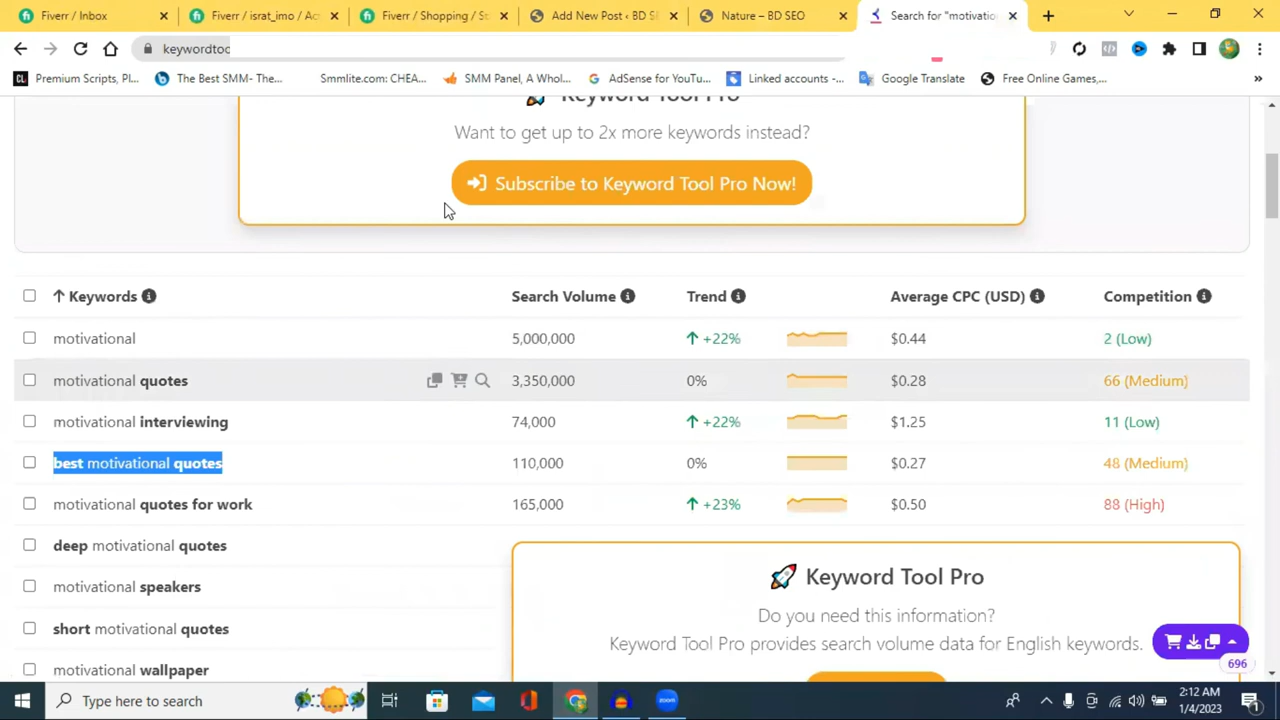 Fiverr / Inbox
Fiverr / israt_imo / Ac
Fiverr / Shopping / S
Add New Post ‹ BD S
Nature – BD SEO
Search for "motivatio
keywordtoo
Premium Scripts, Pl...
The Best SMM- The...
Smmlite.com: CHEA...
SMM Panel, A Whol...
AdSense for YouTu...
Linked accounts -...
Google Translate
Free Online Games,...
Keyword Tool Pro
Want to get up to 2x more keywords instead?
Subscribe to Keyword Tool Pro Now!
Keywords Search Volume Trend Average CPC (USD) Competition
motivational 5,000,000 +22% $0.44 2 (Low)
motivational quotes 3,350,000 0% $0.28 66 (Medium)
motivational interviewing 74,000 +22% $1.25 11 (Low)
best motivational quotes 110,000 0% $0.27 48 (Medium)
motivational quotes for work 165,000 +23% $0.50 88 (High)
deep motivational quotes
motivational speakers
short motivational quotes
motivational wallpaper
Keyword Tool Pro
Do you need this information?
Keyword Tool Pro provides search volume data for English keywords.
696
Type here to search
2:12 AM
1/4/2023